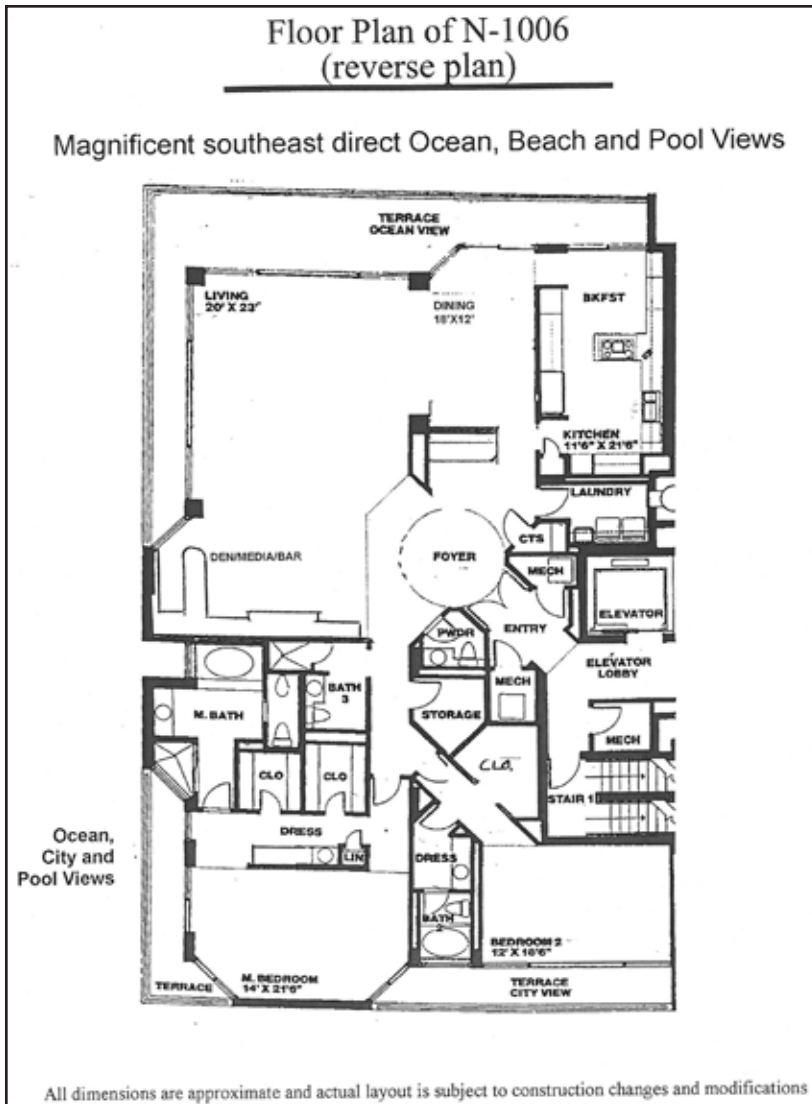 Floor Plan of N-1006
(reverse plan)
Magnificent southeast direct Ocean, Beach and Pool Views
TERRACE
OCEAN VIEW
LIVING
20' X 23'
DINING
18'X12'
BKFST
KITCHEN
11'6" X 21'6"
LAUNDRY
CTS
FOYER
DEN/MEDIA/BAR
MECH
ELEVATOR
PWDR
ENTRY
ELEVATOR
LOBBY
BATH
3
MECH
M. BATH
STORAGE
MECH
CLO
CLO
CLO.
STAIR 1
Ocean,
City and
Pool Views
DRESS
LIN
DRESS
BATH
2
BEDROOM 2
12' X 18'6"
M. BEDROOM
14' X 21'6"
TERRACE
TERRACE
CITY VIEW
All dimensions are approximate and actual layout is subject to construction changes and modifications